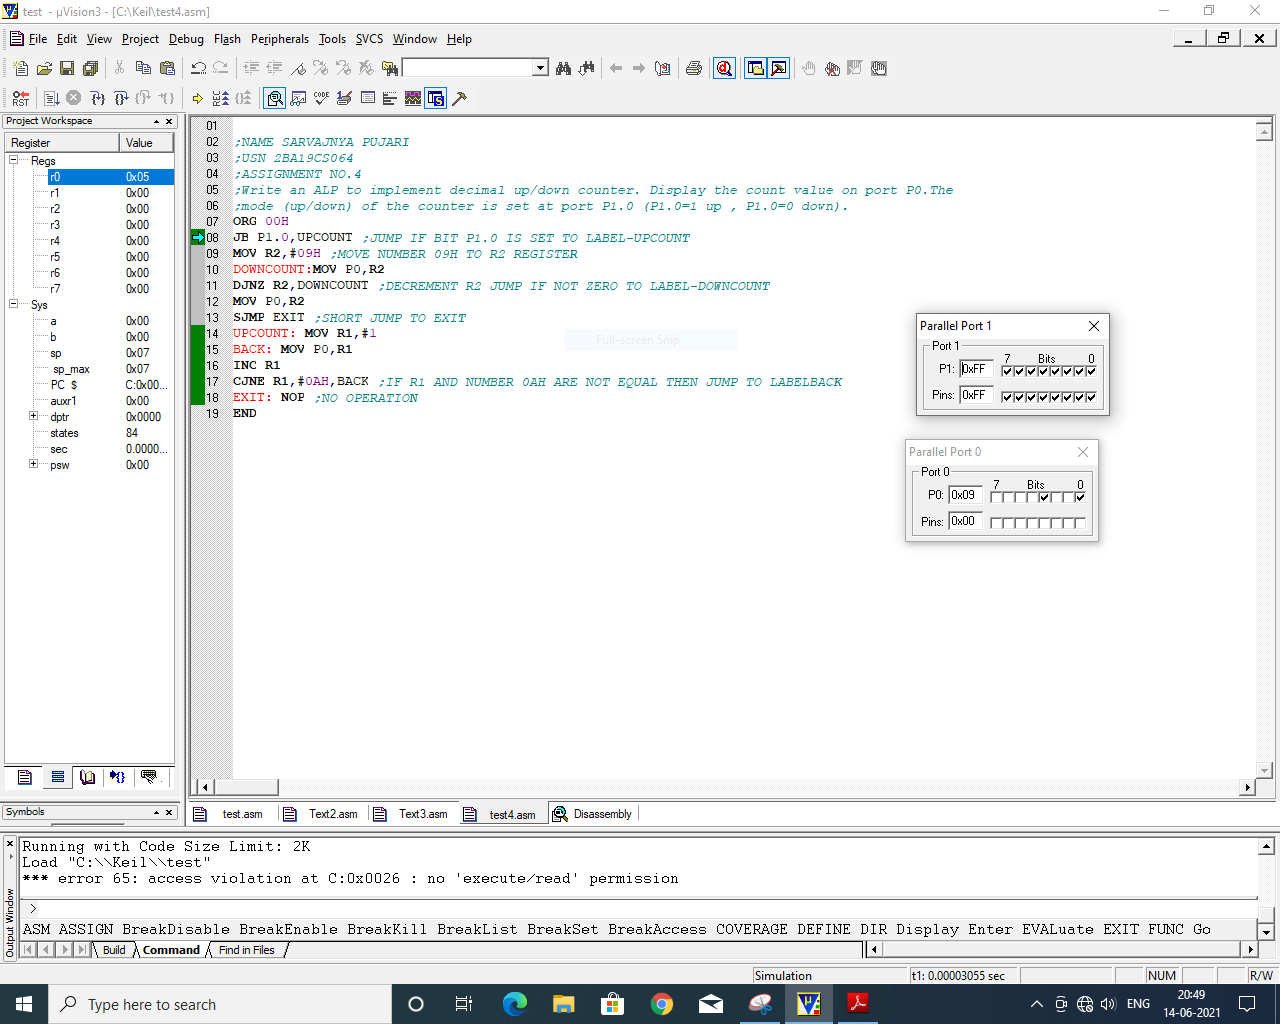 test - µVision3 - [C:\Keil\test4.asm]
File Edit View Project Debug Flash Peripherals Tools SVCS Window Help
RST
CODE
Project Workspace
Register Value
Regs
r0 0x05
r1 0x00
r2 0x00
r3 0x00
r4 0x00
r5 0x00
r6 0x00
r7 0x00
Sys
a 0x00
b 0x00
sp 0x07
sp_max 0x07
PC $ C:0x00...
auxr1 0x00
dptr 0x0000
states 84
sec 0.0000...
psw 0x00
Symbols
01
02 ;NAME SARVAJNYA PUJARI
03 ;USN 2BA19CS064
04 ;ASSIGNMENT NO.4
05 ;Write an ALP to implement decimal up/down counter. Display the count value on port P0.The
06 ;mode (up/down) of the counter is set at port P1.0 (P1.0=1 up , P1.0=0 down).
07 ORG 00H
08 JB P1.0,UPCOUNT ;JUMP IF BIT P1.0 IS SET TO LABEL-UPCOUNT
09 MOV R2,#09H ;MOVE NUMBER 09H TO R2 REGISTER
10 DOWNCOUNT:MOV P0,R2
11 DJNZ R2,DOWNCOUNT ;DECREMENT R2 JUMP IF NOT ZERO TO LABEL-DOWNCOUNT
12 MOV P0,R2
13 SJMP EXIT ;SHORT JUMP TO EXIT
14 UPCOUNT: MOV R1,#1
15 BACK: MOV P0,R1
16 INC R1
17 CJNE R1,#0AH,BACK ;IF R1 AND NUMBER 0AH ARE NOT EQUAL THEN JUMP TO LABELBACK
18 EXIT: NOP ;NO OPERATION
19 END
Full-screen Snip
Parallel Port 1
Port 1
7 Bits 0
P1: 0xFF
Pins: 0xFF
Parallel Port 0
Port 0
7 Bits 0
P0: 0x09
Pins: 0x00
test.asm Text2.asm Text3.asm test4.asm Disassembly
Output Window
Running with Code Size Limit: 2K
Load "C:\\Keil\\test"
*** error 65: access violation at C:0x0026 : no 'execute/read' permission
>
ASM ASSIGN BreakDisable BreakEnable BreakKill BreakList BreakSet BreakAccess COVERAGE DEFINE DIR Display Enter EVALuate EXIT FUNC Go
Build Command Find in Files
Simulation t1: 0.00003055 sec NUM R/W
Type here to search
ENG
20:49
14-06-2021